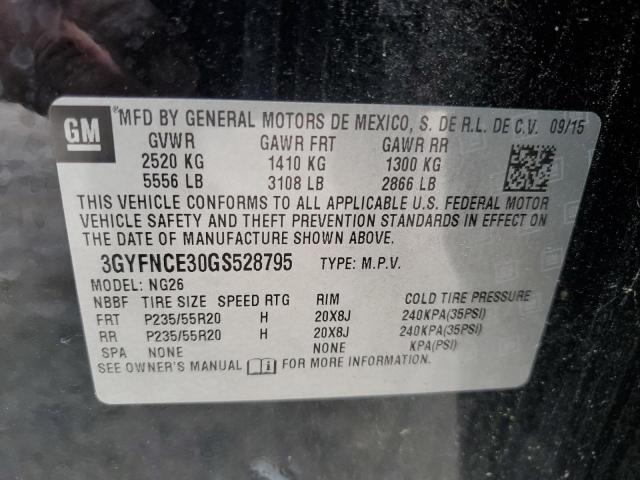 GM ®MFD BY GENERAL MOTORS DE MEXICO, S. DE R.L. DE C.V. 09/15
GVWR GAWR FRT GAWR RR
2520 KG 1410 KG 1300 KG
5556 LB 3108 LB 2866 LB
THIS VEHICLE CONFORMS TO ALL APPLICABLE U.S. FEDERAL MOTOR
VEHICLE SAFETY AND THEFT PREVENTION STANDARDS IN EFFECT ON
THE DATE OF MANUFACTURE SHOWN ABOVE.
3GYFNCE30GS528795 TYPE: M.P.V.
MODEL: NG26
NBBF TIRE SIZE SPEED RTG RIM COLD TIRE PRESSURE
FRT P235/55R20 H 20X8J 240KPA(35PSI)
RR P235/55R20 H 20X8J 240KPA(35PSI)
SPA NONE NONE KPA(PSI)
SEE OWNER'S MANUAL FOR MORE INFORMATION.